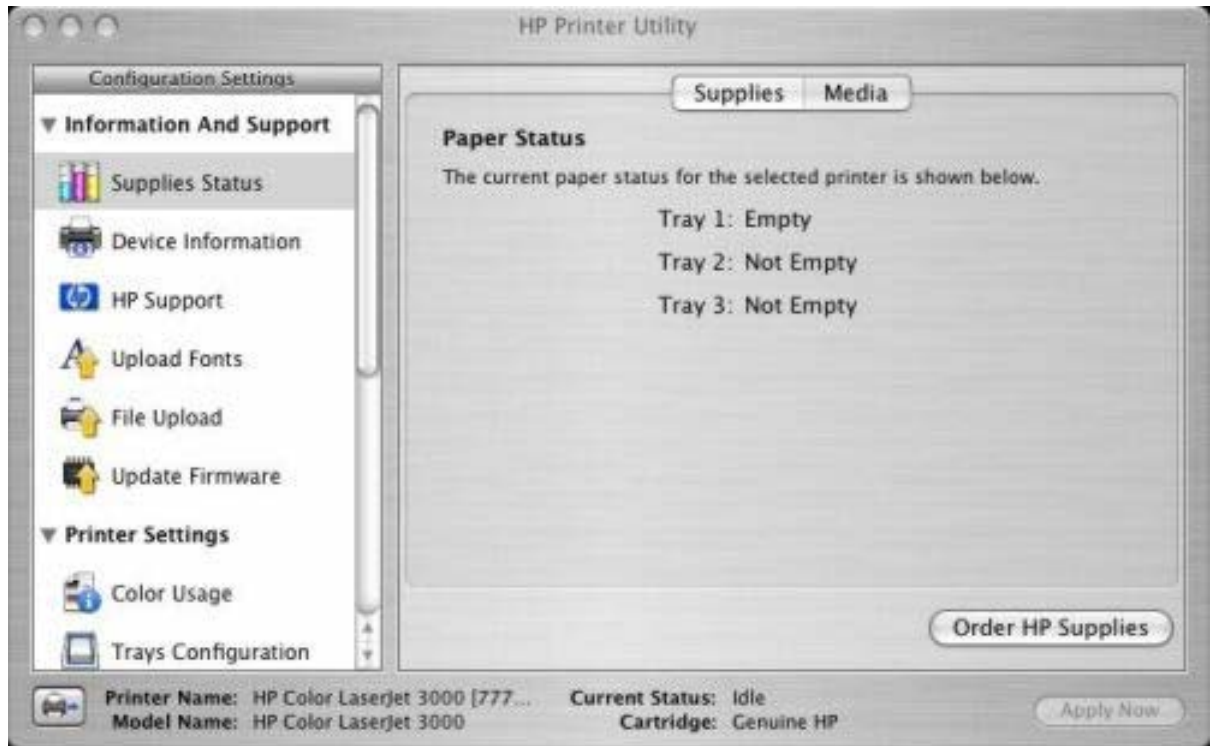 HP Printer Utility
Configuration Settings
Information And Support
Supplies Status
Device Information
HP Support
Upload Fonts
File Upload
Update Firmware
Printer Settings
Color Usage
Trays Configuration
Supplies Media
Paper Status
The current paper status for the selected printer is shown below.
Tray 1: Empty
Tray 2: Not Empty
Tray 3: Not Empty
Order HP Supplies
Printer Name: HP Color LaserJet 3000 [777... Current Status: Idle
Model Name: HP Color LaserJet 3000 Cartridge: Genuine HP
Apply Now